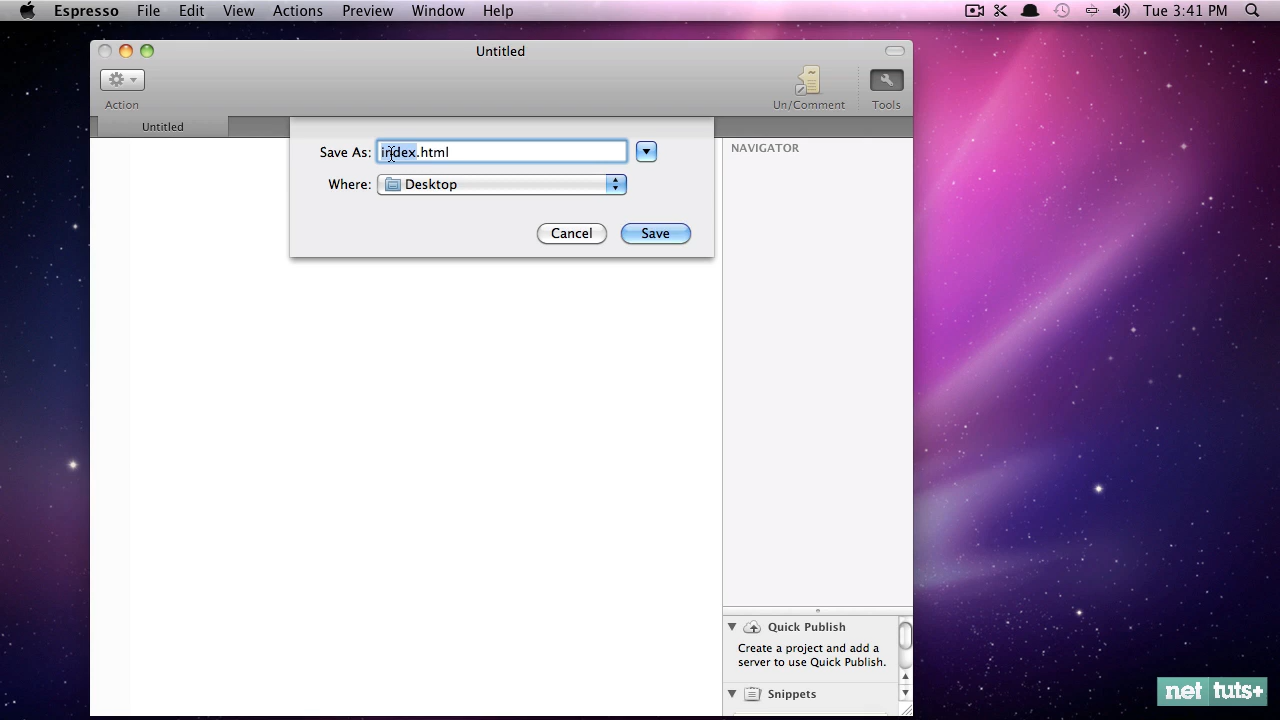 Espresso File Edit View Actions Preview Window Help Tue 3:41 PM
Untitled
Action
Un/Comment
Tools
Untitled
Save As: index.html
Where: Desktop
Cancel
Save
NAVIGATOR
Quick Publish
Create a project and add a
server to use Quick Publish.
Snippets
net tuts+